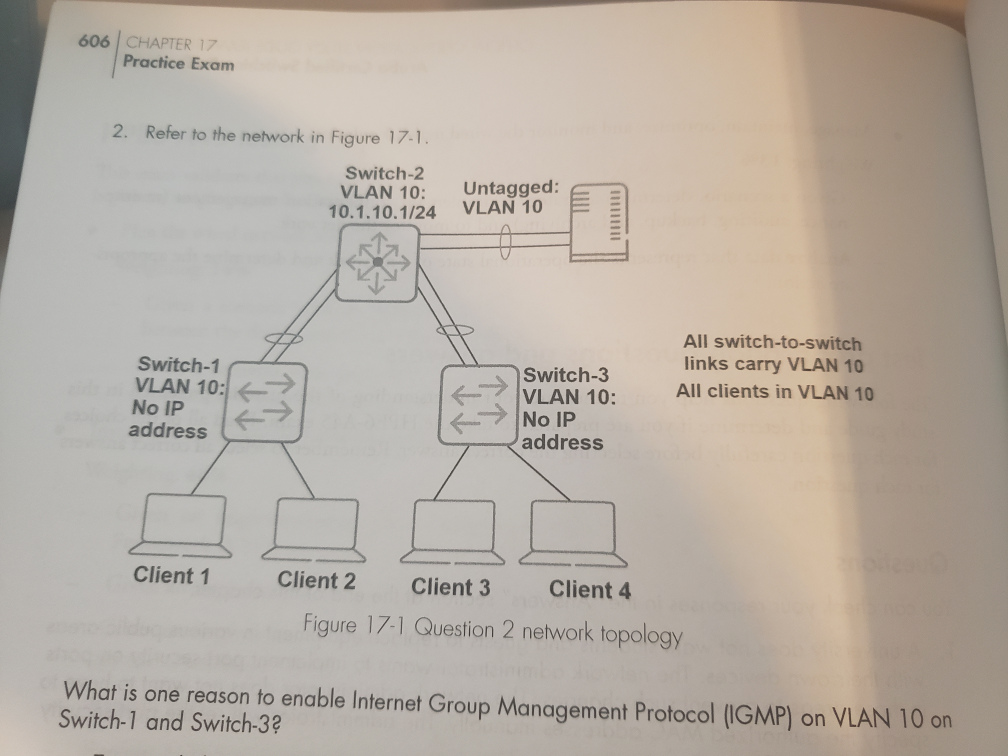 606 CHAPTER 17
Practice Exam
2. Refer to the network in Figure 17-1.
Switch-2
VLAN 10:
10.1.10.1/24
Untagged:
VLAN 10
Switch-1
VLAN 10:
No IP
address
Switch-3
VLAN 10:
No IP
address
All switch-to-switch
links carry VLAN 10
All clients in VLAN 10
Client 1
Client 2
Client 3
Client 4
Figure 17-1 Question 2 network topology
What is one reason to enable Internet Group Management Protocol (IGMP) on VLAN 10 on
Switch-1 and Switch-3?